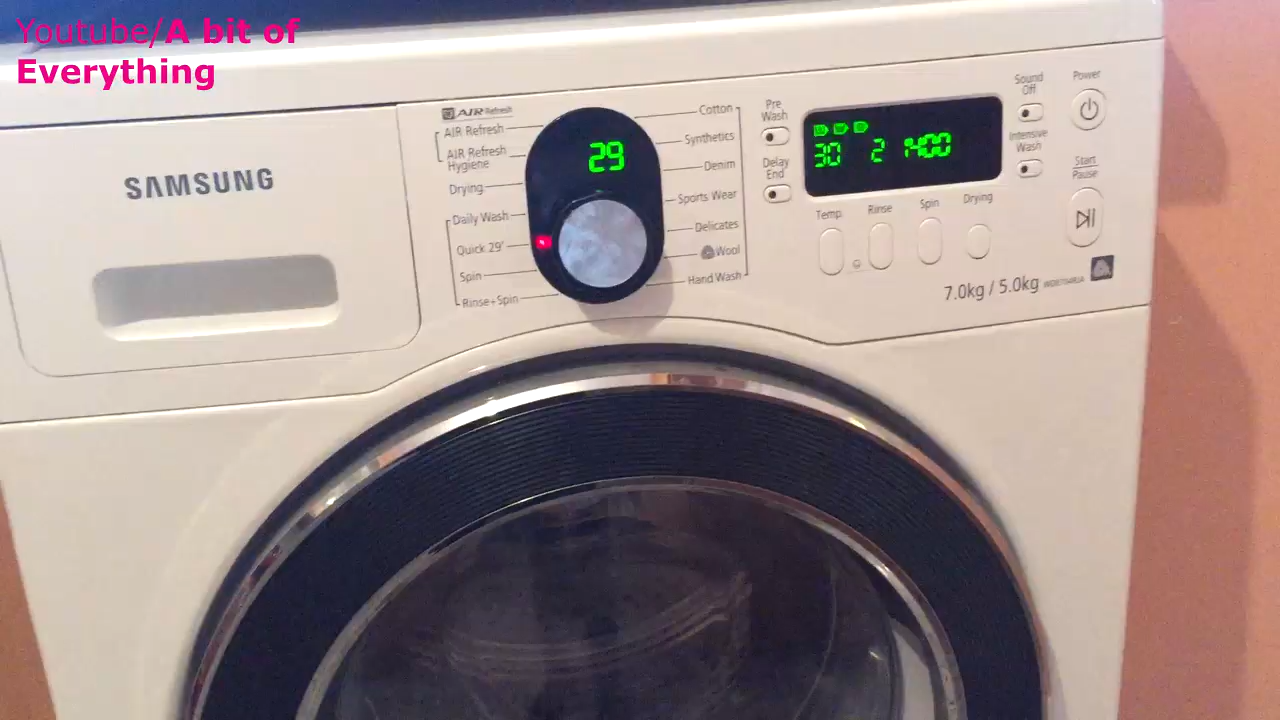 Youtube/A bit of
Everything
SAMSUNG
AIR Refresh
AIR Refresh
AIR Refresh
Hygiene
Drying
Daily Wash
Quick 29'
Spin
Rinse+Spin
29
Cotton
Synthetics
Denim
Sports Wear
Delicates
Wool
Hand Wash
Pre
Wash
Delay
End
30 2 1400
Temp.
Rinse
Spin
Drying
Sound
Off
Intensive
Wash
Power
Start
Pause
7.0kg / 5.0kg